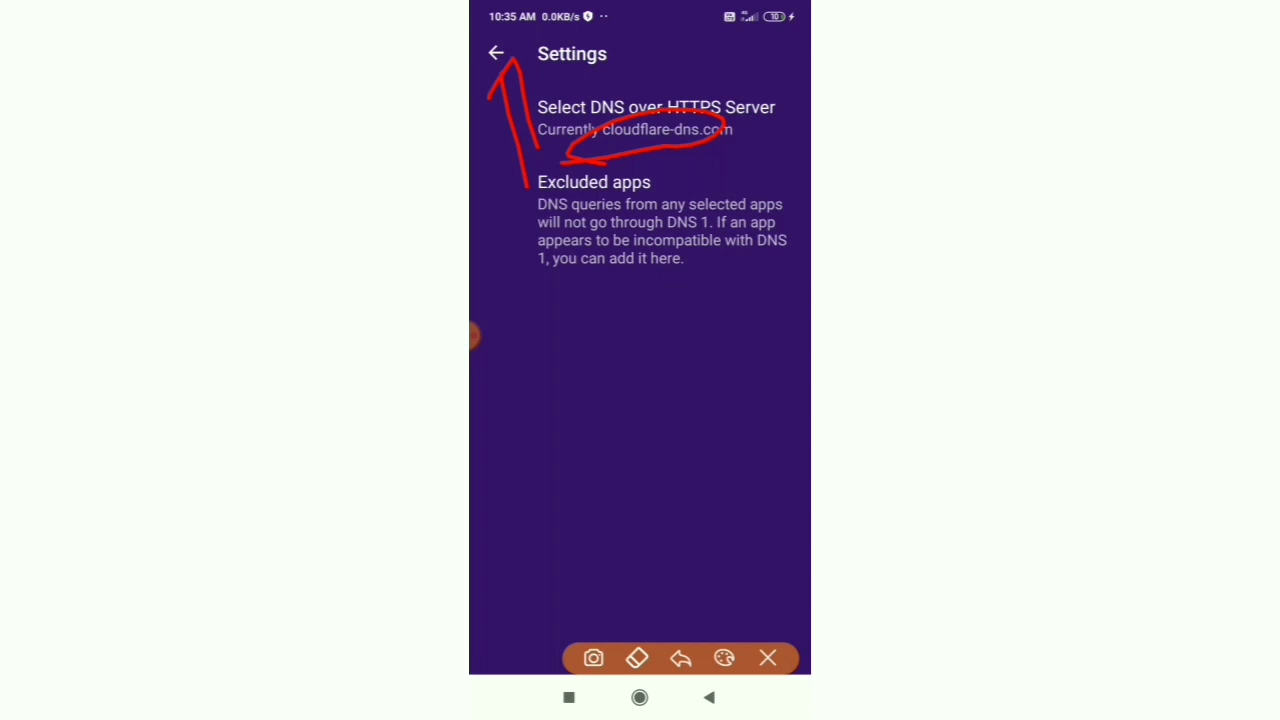 10:35 AM 0.0KB/s
10
Settings
Select DNS over HTTPS Server
Currently cloudflare-dns.com
Excluded apps
DNS queries from any selected apps
will not go through DNS 1. If an app
appears to be incompatible with DNS
1, you can add it here.